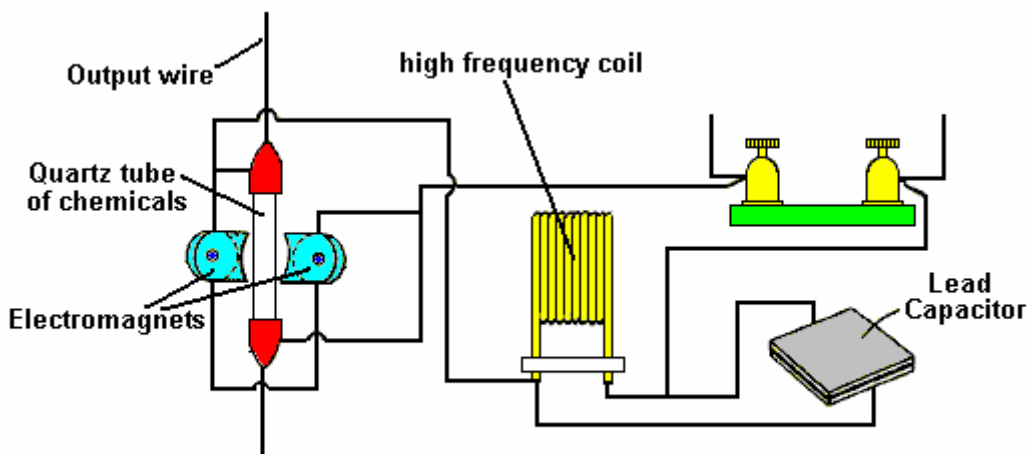 Output wire
high frequency coil
Quartz tube
of chemicals
Electromagnets
Lead
Capacitor